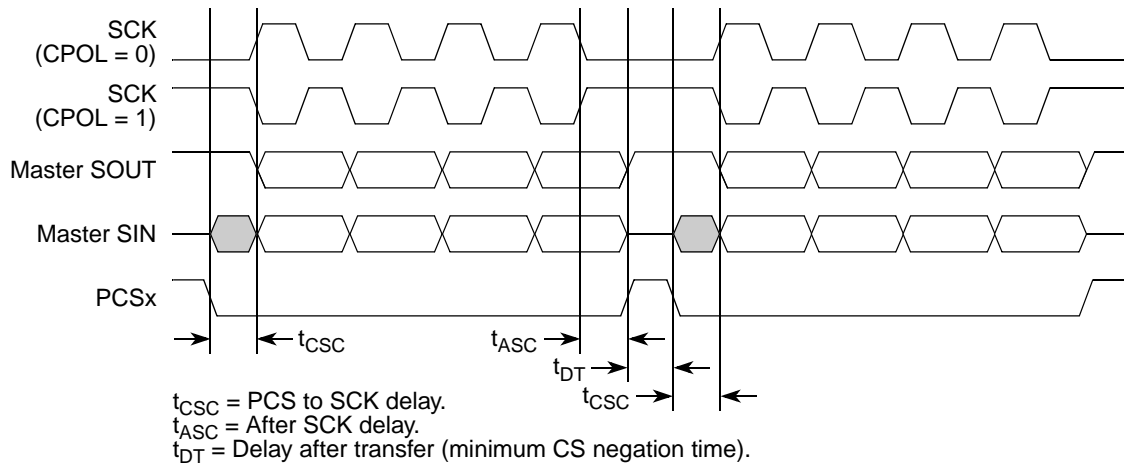 SCK
(CPOL = 0)
SCK
(CPOL = 1)
Master SOUT
Master SIN
PCSx
tCSC
tASC
tDT
tCSC
tCSC = PCS to SCK delay.
tASC = After SCK delay.
tDT = Delay after transfer (minimum CS negation time).